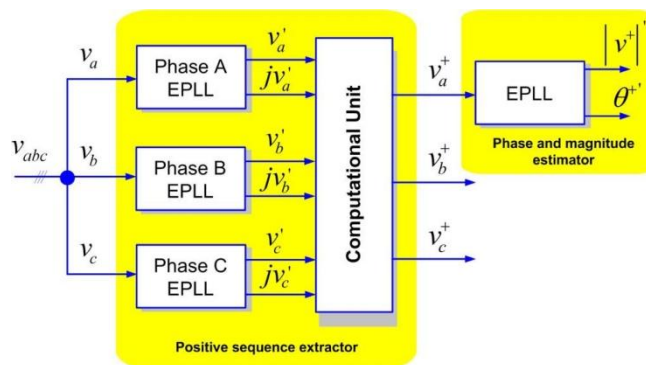 v_a
v_b
v_c
v_abc
Phase A
EPLL
Phase B
EPLL
Phase C
EPLL
v_a'
jv_a'
v_b'
jv_b'
v_c'
jv_c'
Computational Unit
v_a^+
v_b^+
v_c^+
EPLL
|v^+|'
θ^+'
Phase and magnitude
estimator
Positive sequence extractor